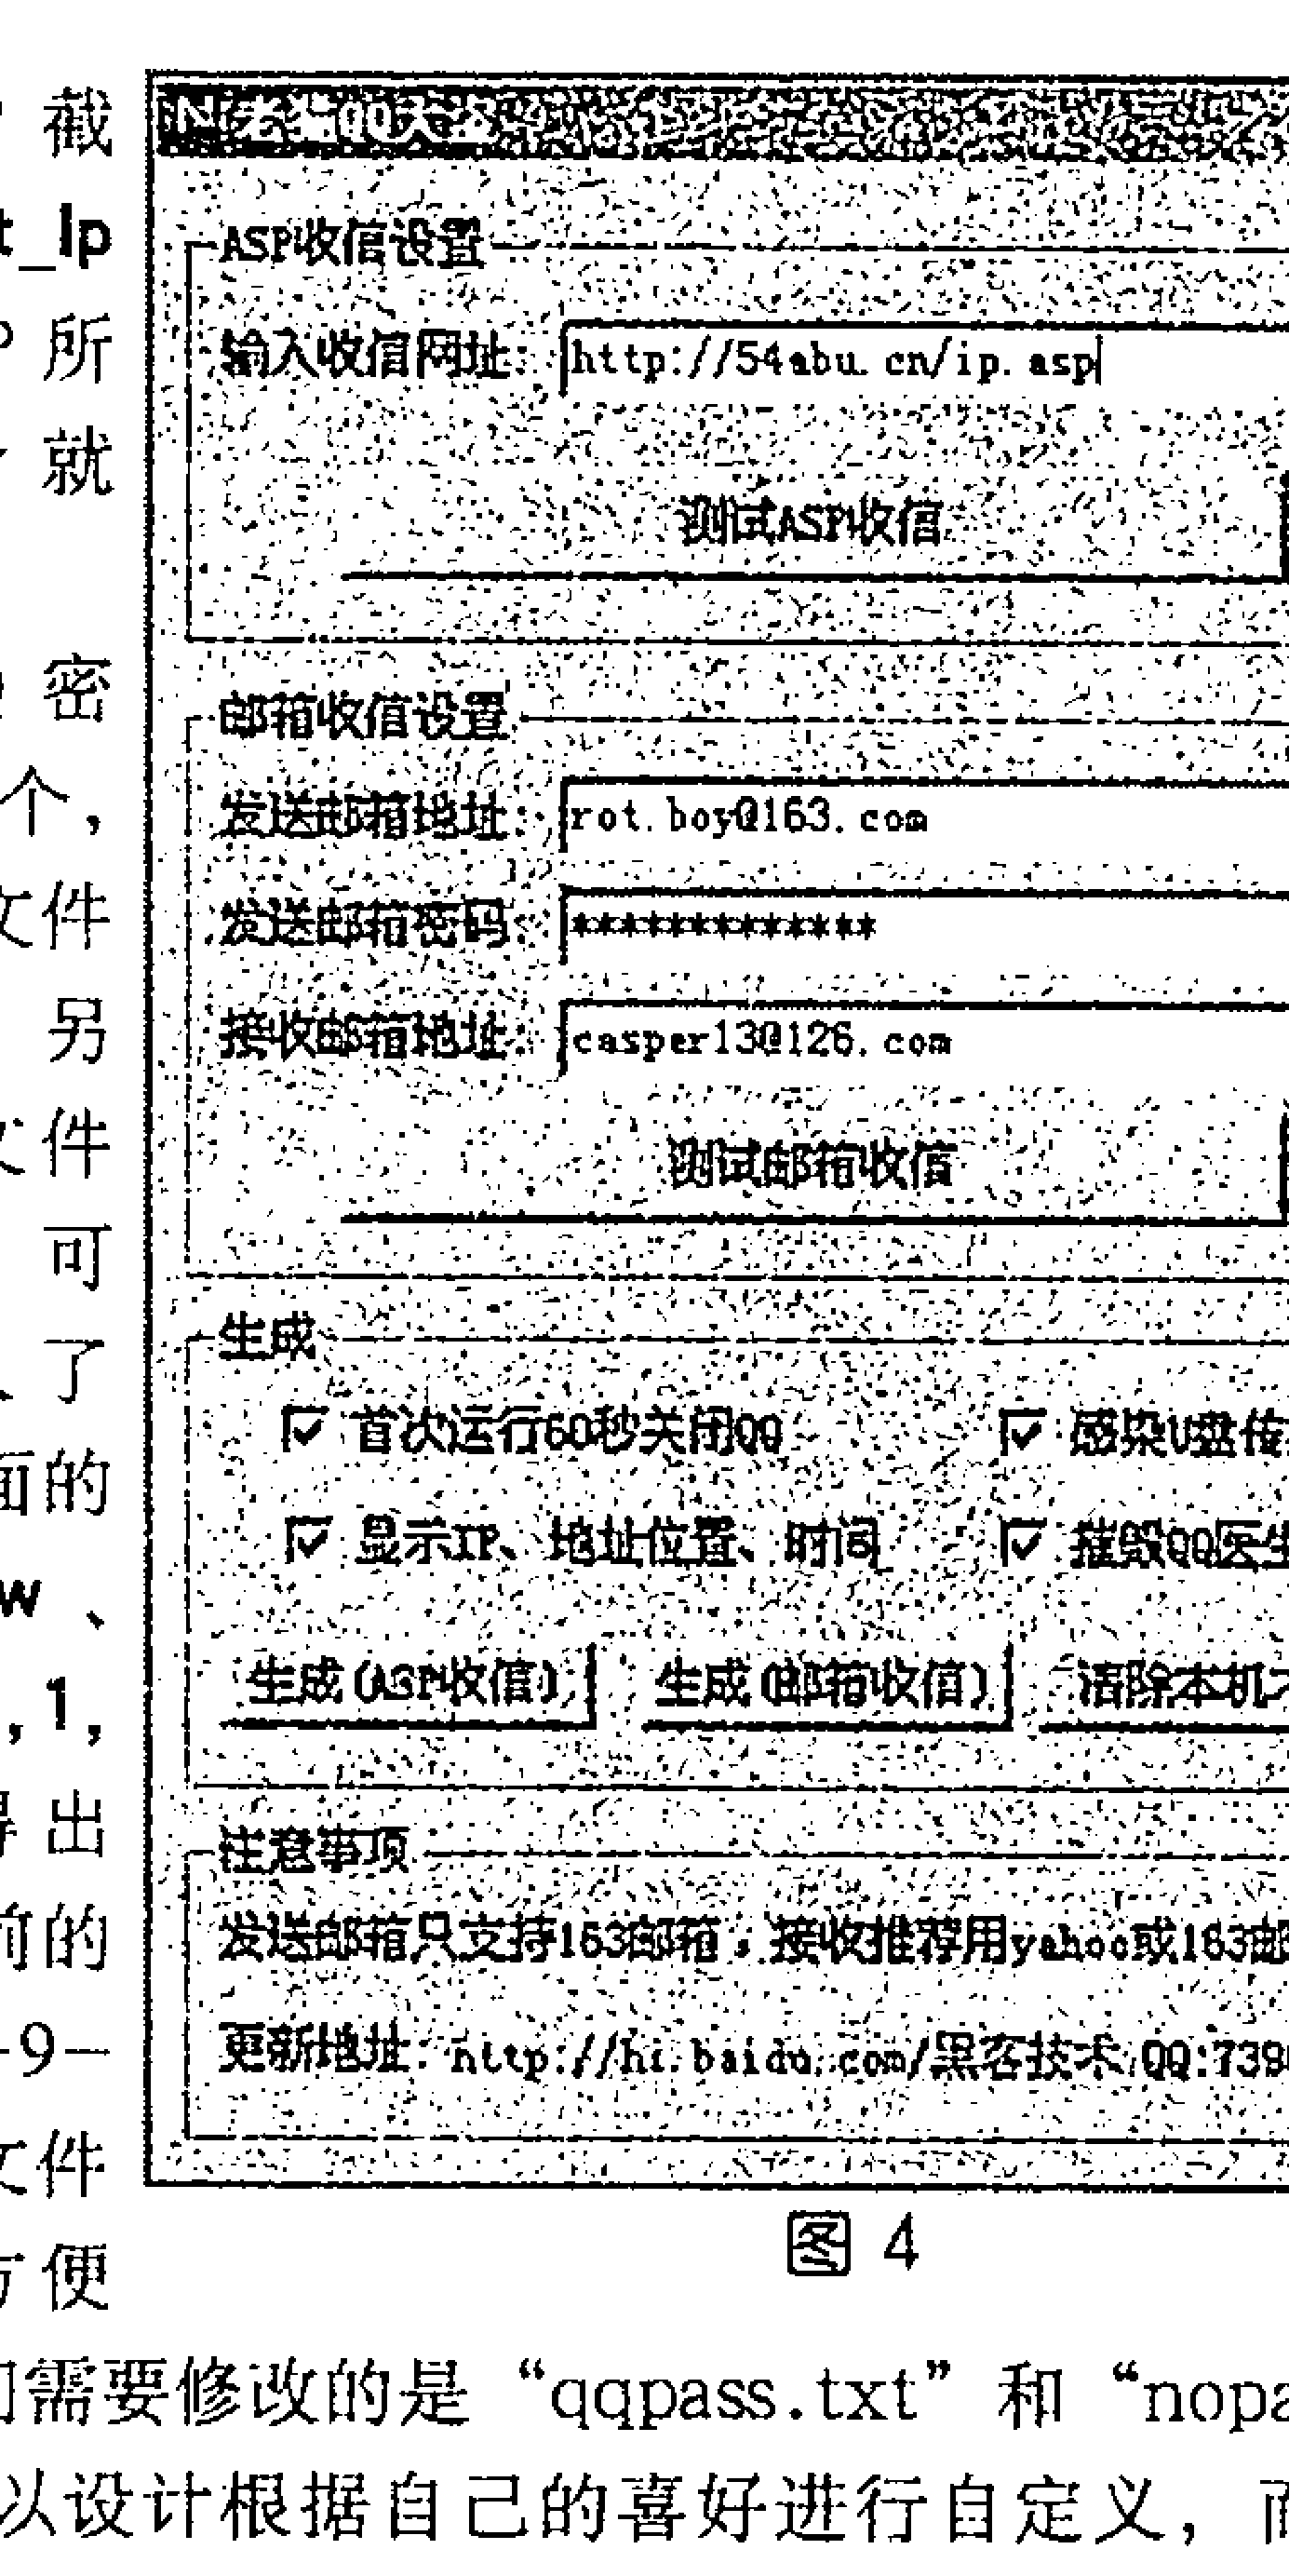 截
t_Ip
所
就
密
个，
文件
另
文件
可
了
面的
w、
,1,
得出
前的
-9-
文件
方便
ASP收信设置
输入收信网址: http://54abu.cn/ip.asp
测试ASP收信
邮箱收信设置
发送邮箱地址: rot.boy@163.com
发送邮箱密码: *************
接收邮箱地址: casper13@126.com
测试邮箱收信
生成
首次运行60秒关闭QQ 感染U盘传
显示IP、地址位置、时间 摧毁QQ医生
生成(ASP收信) 生成(邮箱收信) 清除本机
注意事项
发送邮箱只支持163邮箱，接收推荐用yahoo或163邮
更新地址: http://hi.baidu.com/黑客技术/QQ:739
图 4
需要修改的是“qqpass.txt”和“nopa
以设计根据自己的喜好进行自定义，而